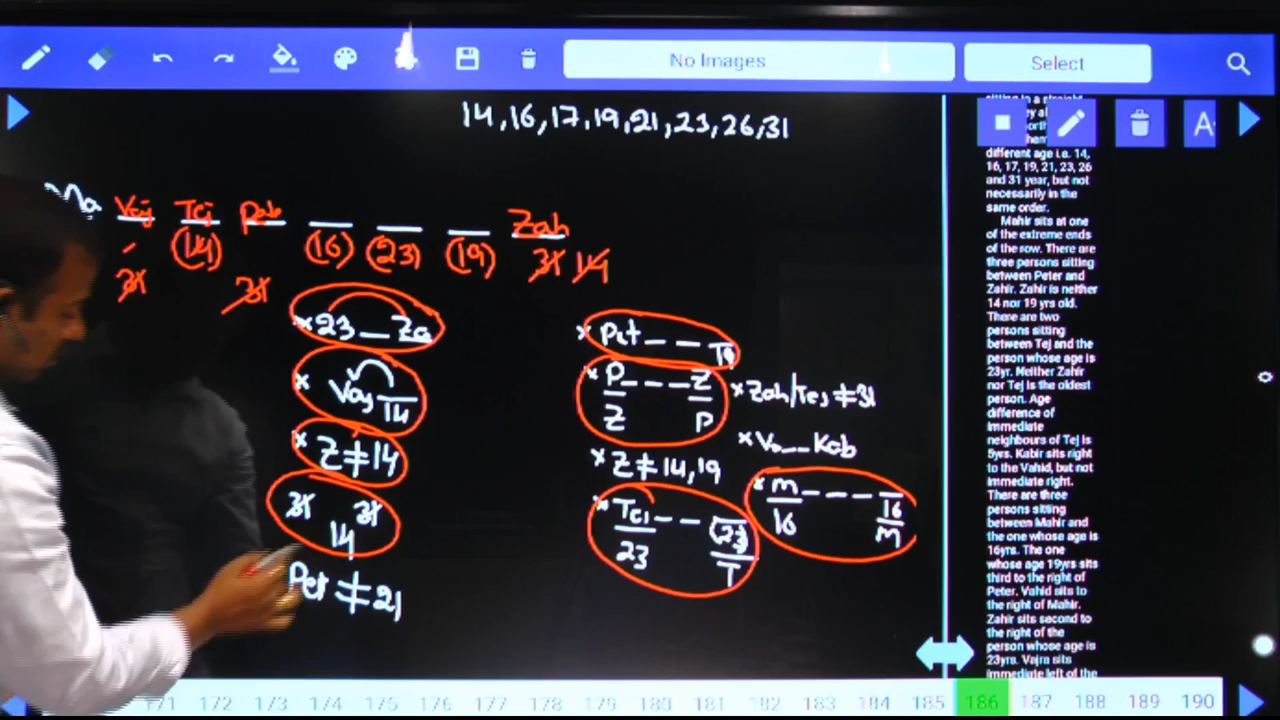 No Images
Select
14,16,17,19,21,23,26,31
A
different age i.e. 14,
16, 17, 19, 21, 23, 26
and 31 year, but not
necessarily in the
same order.
Mahir sits at one
of the extreme ends
of the row. There are
three persons sitting
between Peter and
Zahir. Zahir is neither
14 nor 19 yrs old.
There are two
persons sitting
between Tej and the
person whose age is
23yr. Neither Zahir
nor Tej is the oldest
person. Age
difference of
immediate
neighbours of Tej is
5yrs. Kabir sits right
to the Vahid, but not
immediate right.
There are three
persons sitting
between Mahir and
the one whose age is
16yrs. The one
whose age 19yrs sits
third to the right of
Peter. Vahid sits to
the right of Mahir.
Zahir sits second to
the right of the
person whose age is
23yrs. Vajra sits
immediate left of the
Vaj Tej __ __ __ Zah
(14) (16) (23) (19) 31 14
31 31
×23 __ Za
× Vaj 14
× Z≠14
31 31
14
Pet ≠21
× Pet _ _ 19
× P _ _ _ Z
Z P
× Z≠14,19
× Tej _ _ (23)
23 T
× Zah/Tej ≠31
× V _ _ Kab
× M _ _ _ 16
16 M
171 172 173 174 175 176 177 178 179 180 181 182 183 184 185 186 187 188 189 190